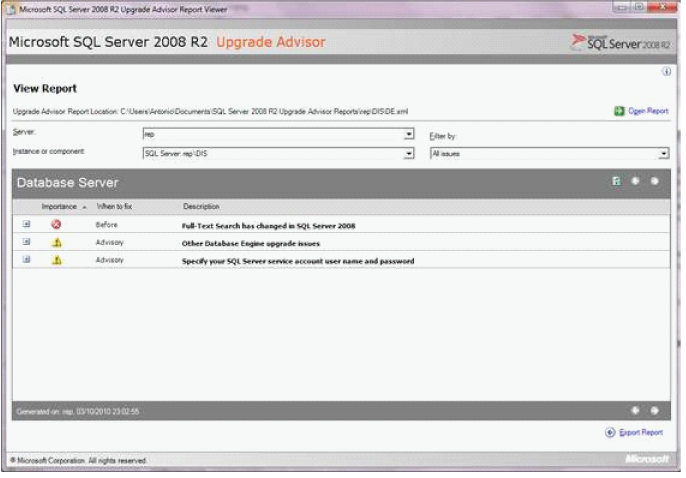 Microsoft SQL Server 2008 R2 Upgrade Advisor Report Viewer
Microsoft SQL Server 2008 R2 Upgrade Advisor
Microsoft SQL Server 2008 R2
View Report
Upgrade Advisor Report Location: C:\Users\Antonio\Documents\SQL Server 2008 R2 Upgrade Advisor Reports\rep\DIS\DE.xml
Open Report
Server:
rep
Filter by:
Instance or component:
SQL Server: rep\DIS
All issues
Database Server
Importance When to fix Description
Before Full-Text Search has changed in SQL Server 2008
Advisory Other Database Engine upgrade issues
Advisory Specify your SQL Server service account user name and password
Generated on: rep, 03/10/2010 23:02:55
Export Report
© Microsoft Corporation. All rights reserved.
Microsoft